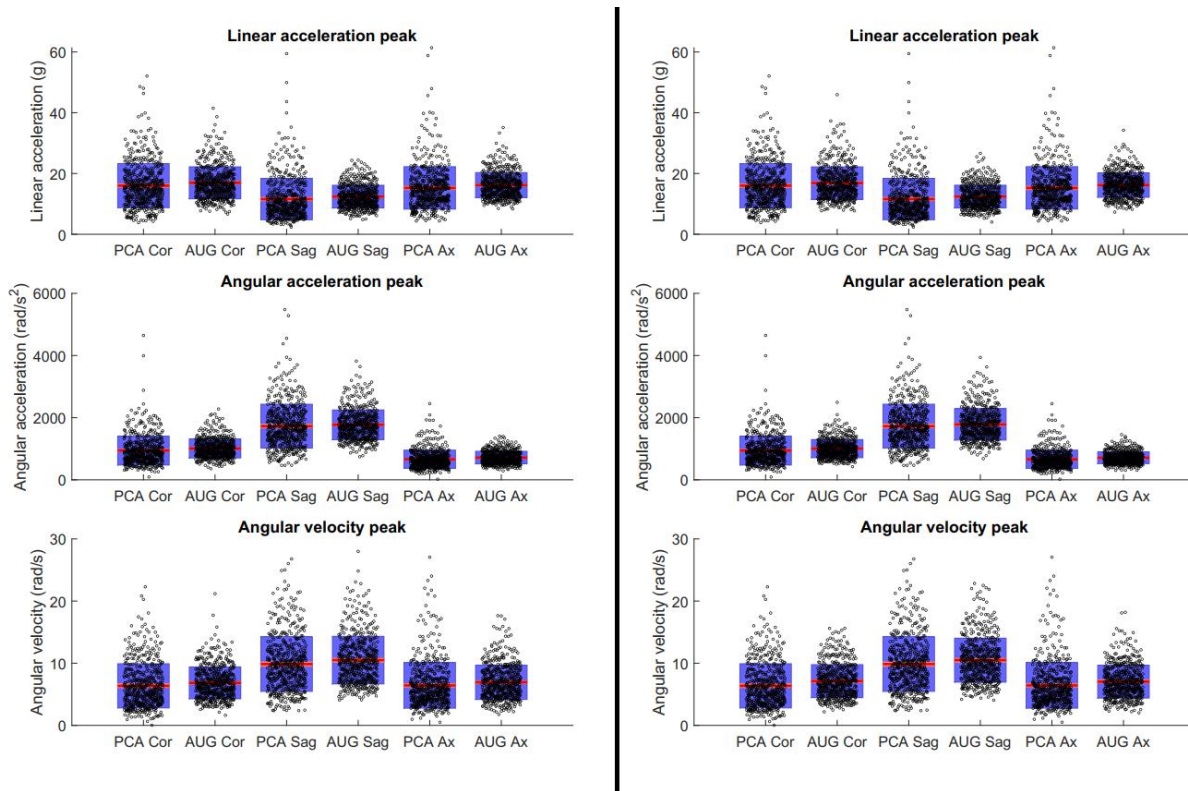 Linear acceleration peak
Linear acceleration (g)
60
40
20
0
PCA Cor AUG Cor PCA Sag AUG Sag PCA Ax AUG Ax
Angular acceleration peak
Angular acceleration (rad/s²)
6000
4000
2000
0
PCA Cor AUG Cor PCA Sag AUG Sag PCA Ax AUG Ax
Angular velocity peak
Angular velocity (rad/s)
30
20
10
0
PCA Cor AUG Cor PCA Sag AUG Sag PCA Ax AUG Ax
Linear acceleration peak
Linear acceleration (g)
60
40
20
0
PCA Cor AUG Cor PCA Sag AUG Sag PCA Ax AUG Ax
Angular acceleration peak
Angular acceleration (rad/s²)
6000
4000
2000
0
PCA Cor AUG Cor PCA Sag AUG Sag PCA Ax AUG Ax
Angular velocity peak
Angular velocity (rad/s)
30
20
10
0
PCA Cor AUG Cor PCA Sag AUG Sag PCA Ax AUG Ax